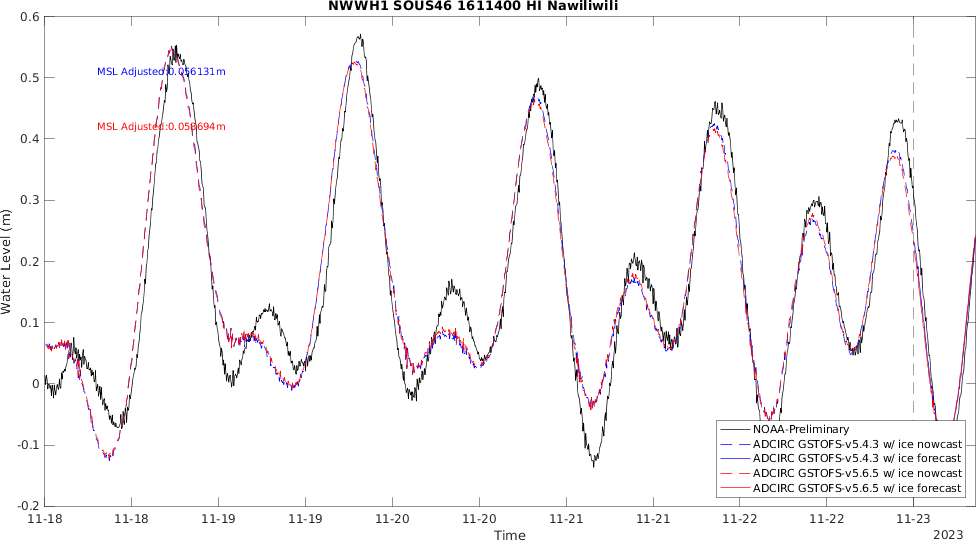 NWWH1 SOUS46 1611400 HI Nawiliwili
Water Level (m)
0.6
0.5
0.4
0.3
0.2
0.1
0
-0.1
-0.2
MSL Adjusted:0.056131m
MSL Adjusted:0.058694m
NOAA-Preliminary
ADCIRC GSTOFS-v5.4.3 w/ ice nowcast
ADCIRC GSTOFS-v5.4.3 w/ ice forecast
ADCIRC GSTOFS-v5.6.5 w/ ice nowcast
ADCIRC GSTOFS-v5.6.5 w/ ice forecast
11-18 11-18 11-19 11-19 11-20 11-20 11-21 11-21 11-22 11-22 11-23
Time
2023